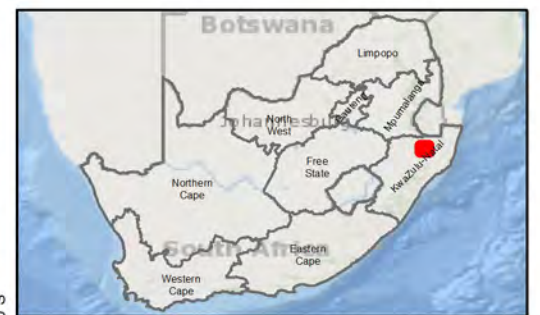 Botswana
Limpopo
Mpumalanga
Gauteng
Johannesburg
North
West
Free
State
KwaZulu-Natal
Northern
Cape
South Africa
Eastern
Cape
Western
Cape